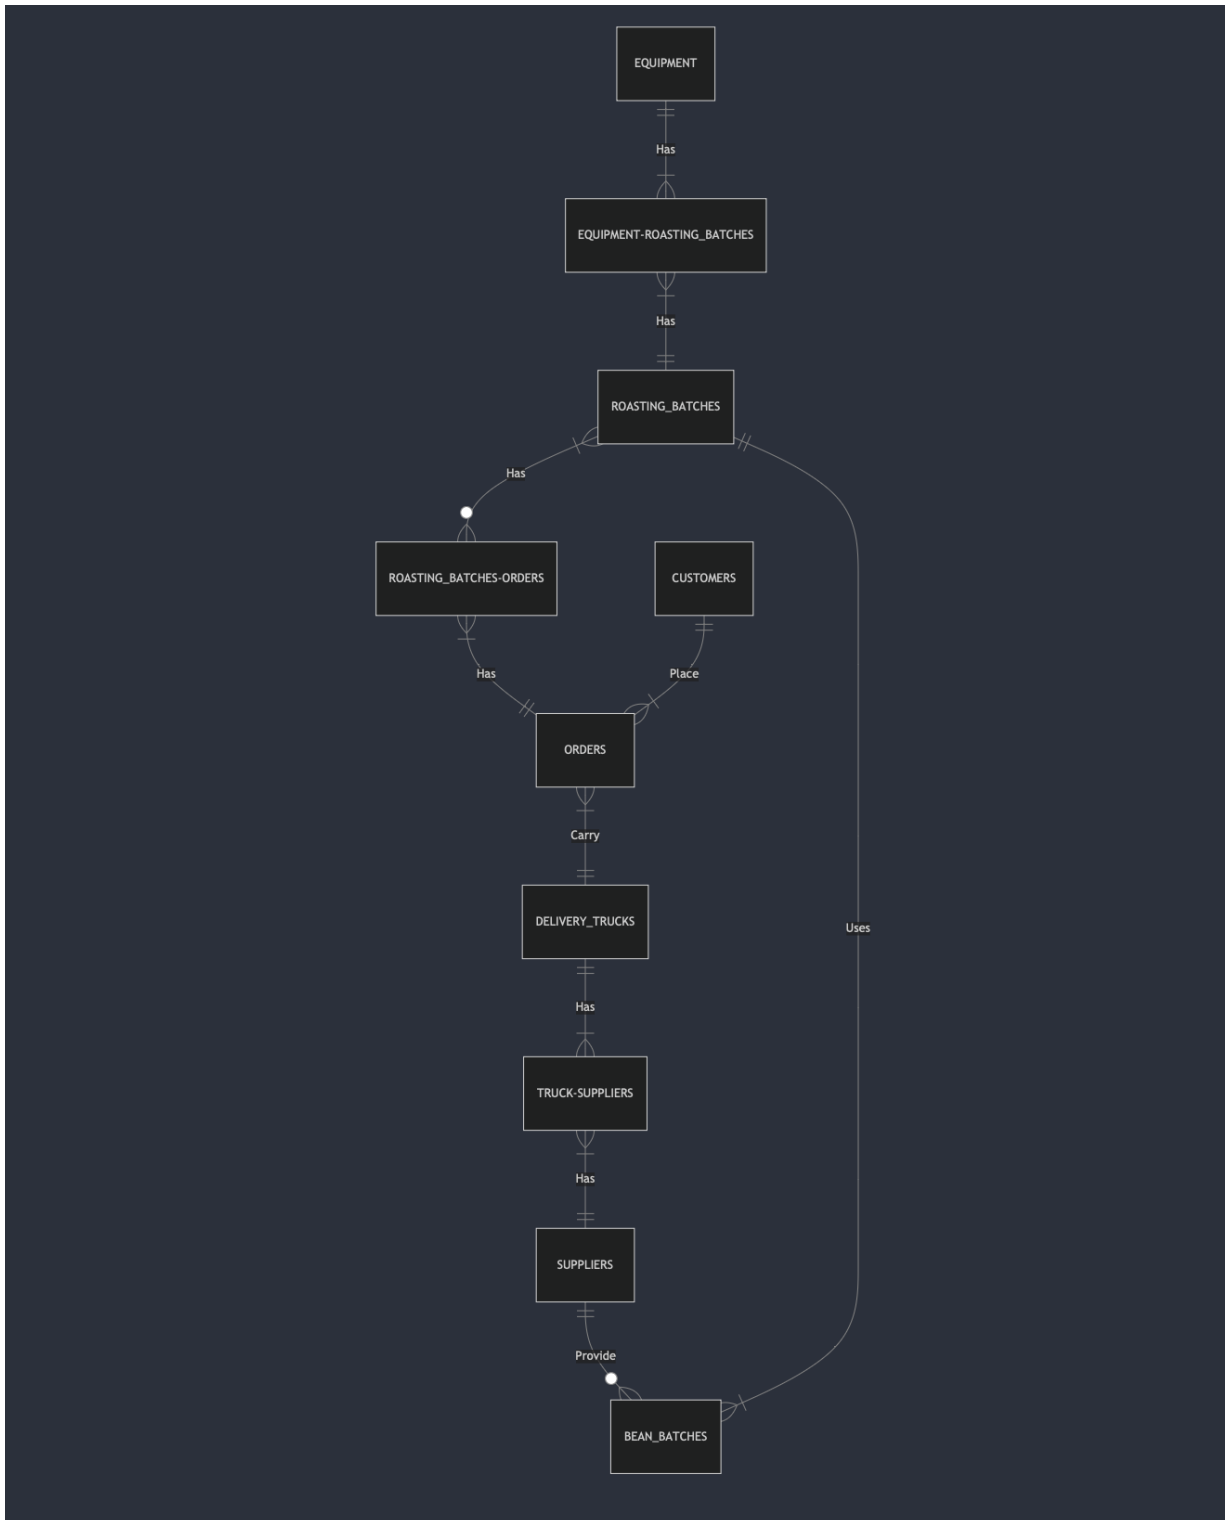 EQUIPMENT
Has
EQUIPMENT-ROASTING_BATCHES
Has
ROASTING_BATCHES
Has
ROASTING_BATCHES-ORDERS
CUSTOMERS
Has
Place
ORDERS
Carry
DELIVERY_TRUCKS
Uses
Has
TRUCK-SUPPLIERS
Has
SUPPLIERS
Provide
BEAN_BATCHES